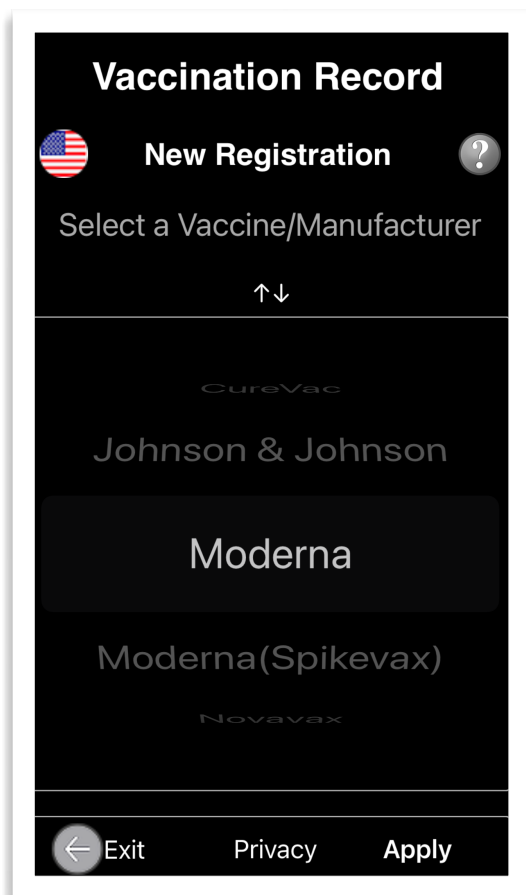 Vaccination Record
New Registration ?
Select a Vaccine/Manufacturer
↑↓
CureVac
Johnson & Johnson
Moderna
Moderna(Spikevax)
Novavax
← Exit Privacy Apply